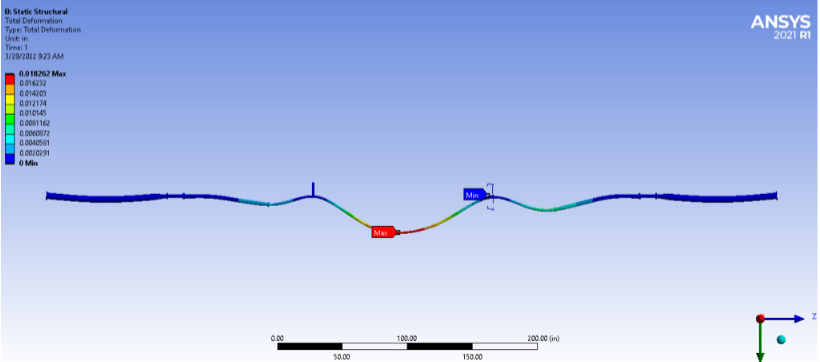 B: Static Structural
Total Deformation
Type: Total Deformation
Unit: in
Time: 1
3/29/2022 9:23 AM
0.018262 Max
0.016232
0.014203
0.012174
0.010145
0.0081162
0.0060872
0.0040581
0.0020291
0 Min
ANSYS
2021 R1
Min
Max
0.00
100.00
200.00 (in)
50.00
150.00
Z